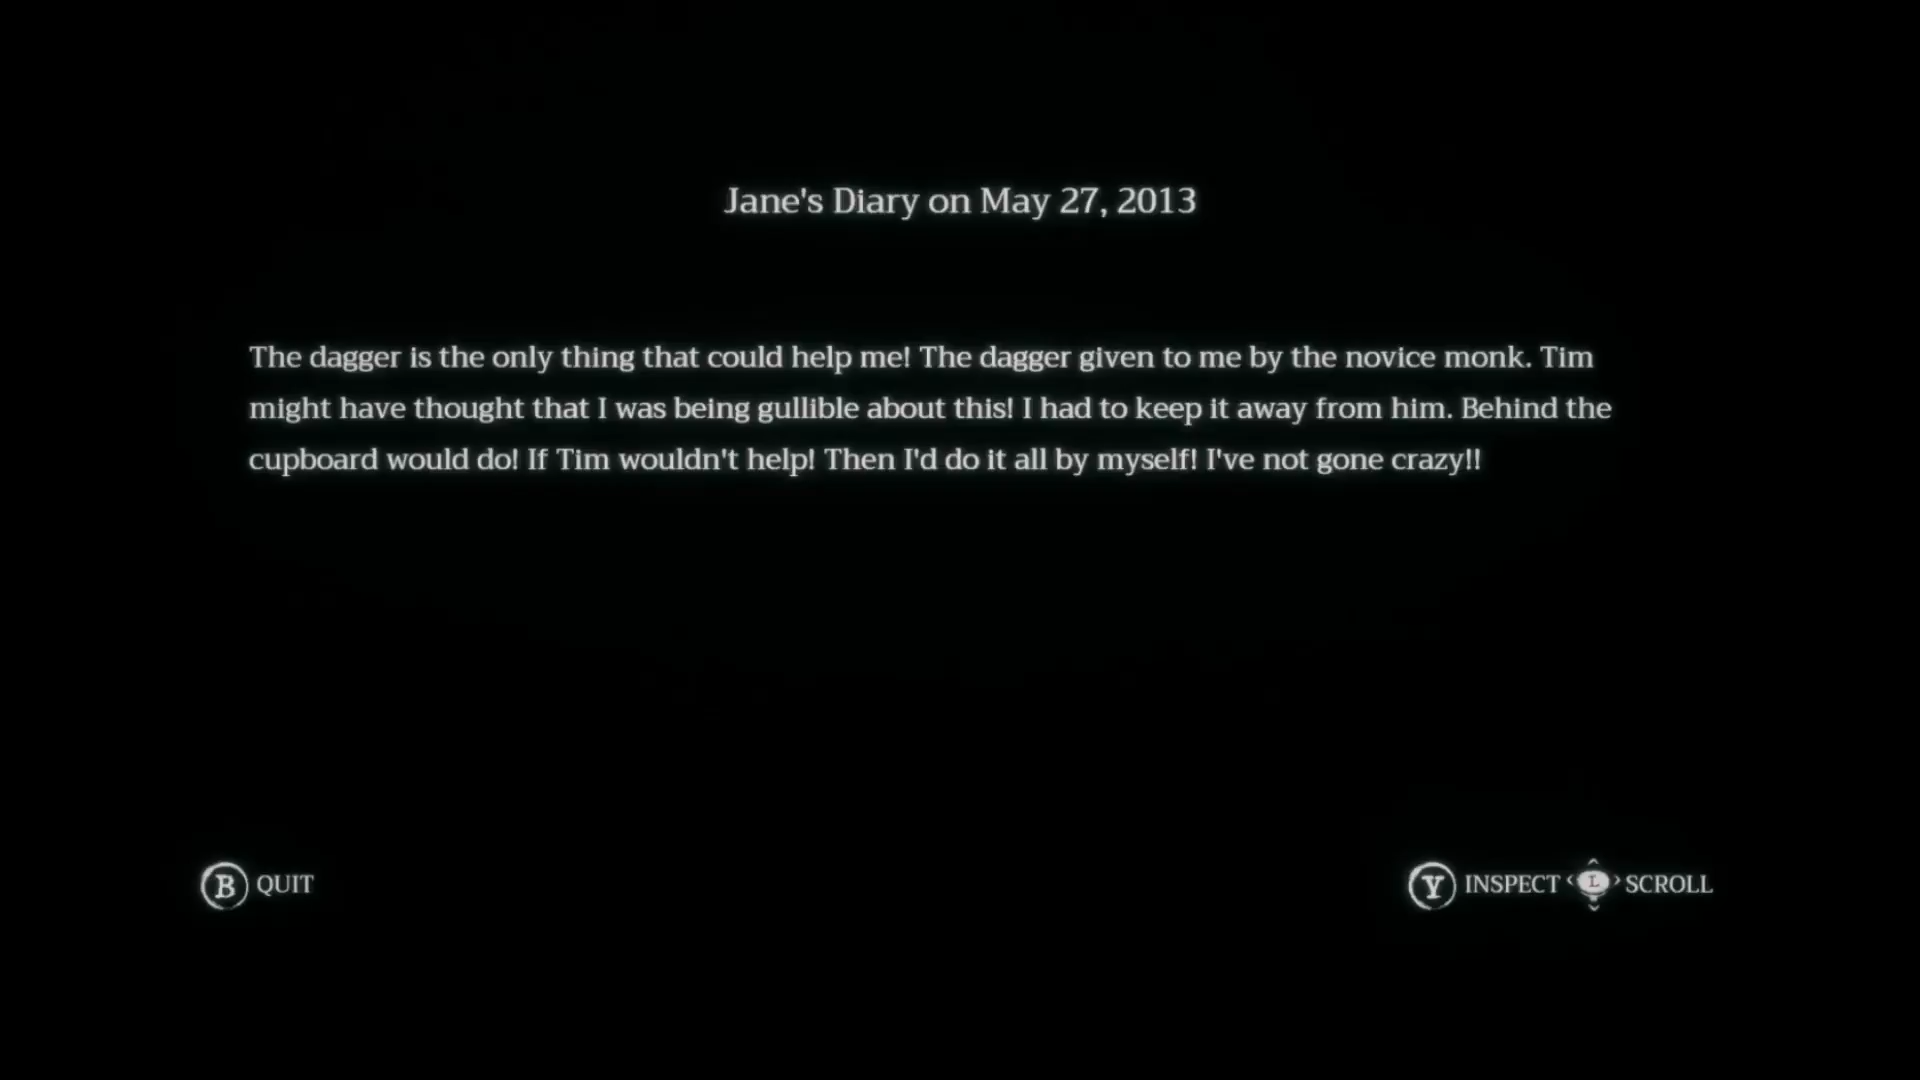 Jane's Diary on May 27, 2013
The dagger is the only thing that could help me! The dagger given to me by the novice monk. Tim
might have thought that I was being gullible about this! I had to keep it away from him. Behind the
cupboard would do! If Tim wouldn't help! Then I'd do it all by myself! I've not gone crazy!!
B QUIT
Y INSPECT L SCROLL